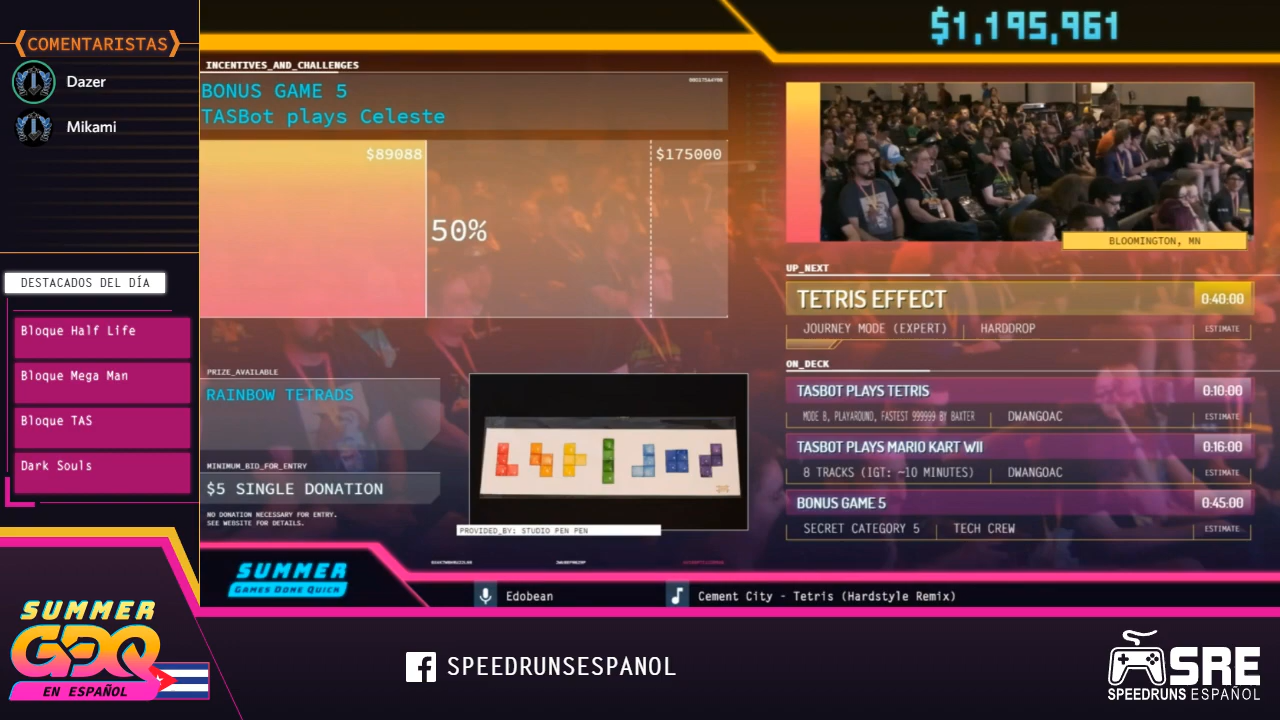 COMENTARISTAS
Dazer
Mikami
DESTACADOS DEL DÍA
Bloque Half Life
Bloque Mega Man
Bloque TAS
Dark Souls
SUMMER
GDQ
EN ESPAÑOL
INCENTIVES_AND_CHALLENGES
BONUS GAME 5
TASBot plays Celeste
$89088
$175000
50%
PRIZE_AVAILABLE
RAINBOW TETRADS
MINIMUM_BID_FOR_ENTRY
$5 SINGLE DONATION
NO DONATION NECESSARY FOR ENTRY.
SEE WEBSITE FOR DETAILS.
PROVIDED_BY: STUDIO PEN PEN
$1,195,961
BLOOMINGTON, MN
UP_NEXT
TETRIS EFFECT 0:40:00
JOURNEY MODE (EXPERT) HARDDROP ESTIMATE
ON_DECK
TASBOT PLAYS TETRIS 0:10:00
MODE B, PLAYAROUND, FASTEST 999999 BY BAXTER DWANGOAC ESTIMATE
TASBOT PLAYS MARIO KART WII 0:16:00
8 TRACKS (IGT: ~10 MINUTES) DWANGOAC ESTIMATE
BONUS GAME 5 0:45:00
SECRET CATEGORY 5 TECH CREW ESTIMATE
SUMMER
GAMES DONE QUICK
Edobean
Cement City - Tetris (Hardstyle Remix)
SPEEDRUNSESPANOL
SRE
SPEEDRUNS ESPAÑOL